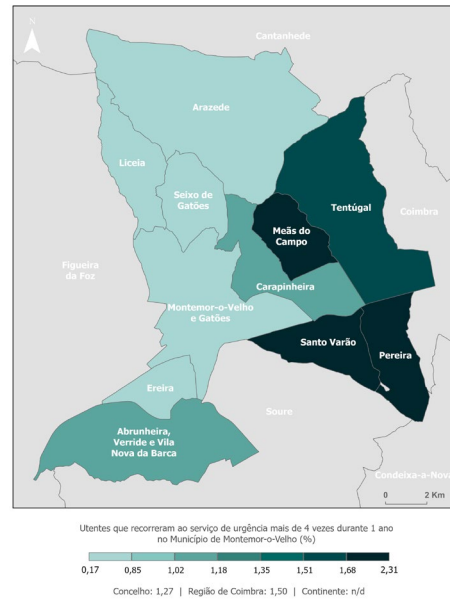 N
Cantanhede
Arazede
Liceia
Seixo de
Gatões
Tentúgal
Meãs do
Campo
Coimbra
Figueira
da Foz
Carapinheira
Montemor-o-Velho
e Gatões
Santo Varão
Pereira
Ereira
Soure
Abrunheira,
Verride e Vila
Nova da Barca
Condeixa-a-Nova
0 2 Km
Utentes que recorreram ao serviço de urgência mais de 4 vezes durante 1 ano
no Município de Montemor-o-Velho (%)
0,17 0,85 1,02 1,18 1,35 1,51 1,68 2,31
Concelho: 1,27 | Região de Coimbra: 1,50 | Continente: n/d